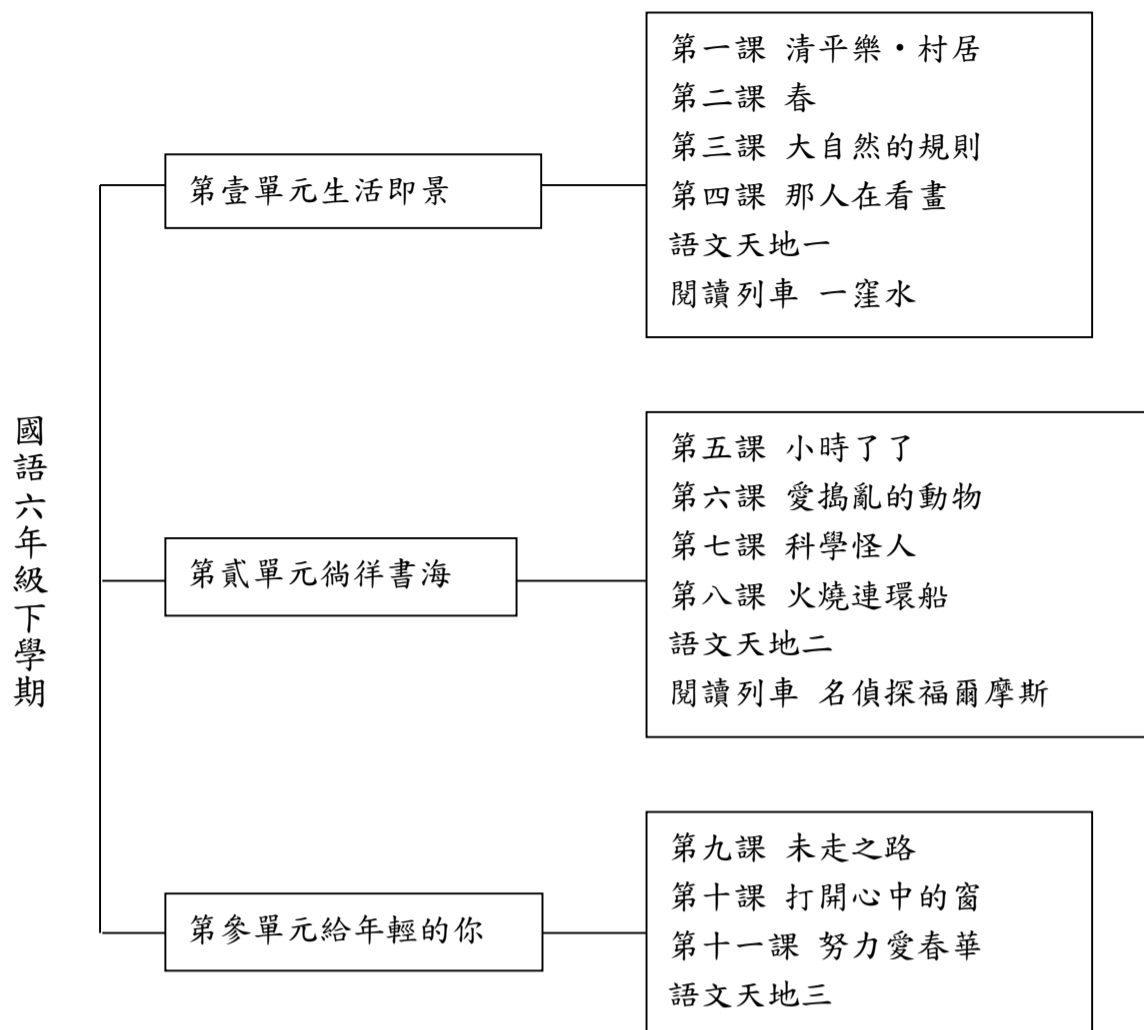 國語六年級下學期
第壹單元生活即景
第一課 清平樂・村居
第二課 春
第三課 大自然的規則
第四課 那人在看畫
語文天地一
閱讀列車 一窪水
第貳單元徜徉書海
第五課 小時了了
第六課 愛搗亂的動物
第七課 科學怪人
第八課 火燒連環船
語文天地二
閱讀列車 名偵探福爾摩斯
第參單元給年輕的你
第九課 未走之路
第十課 打開心中的窗
第十一課 努力愛春華
語文天地三